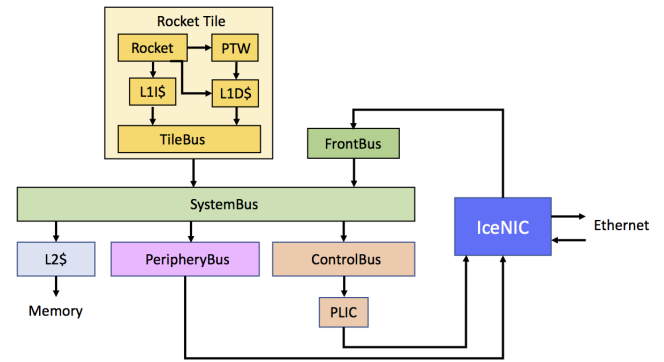 Rocket Tile
Rocket
PTW
L1I$
L1D$
TileBus
FrontBus
SystemBus
IceNIC
Ethernet
L2$
PeripheryBus
ControlBus
Memory
PLIC